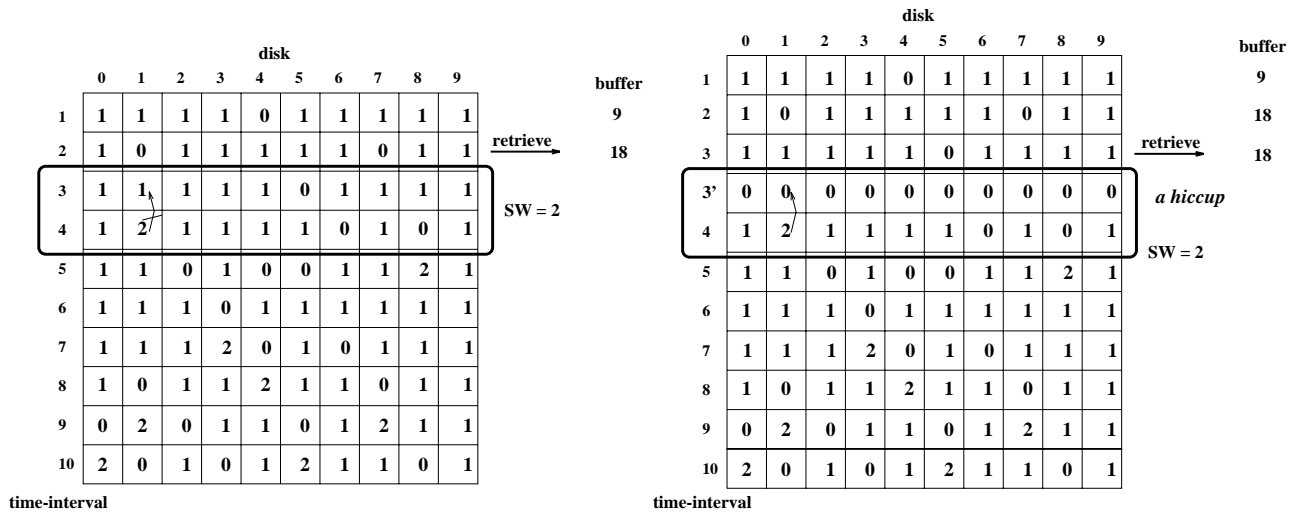 disk
0 1 2 3 4 5 6 7 8 9
buffer
1 1 1 1 1 0 1 1 1 1 1 9
2 1 0 1 1 1 1 1 0 1 1 retrieve 18
3 1 1 1 1 1 0 1 1 1 1
SW = 2
4 1 2 1 1 1 1 0 1 0 1
5 1 1 0 1 0 0 1 1 2 1
6 1 1 1 0 1 1 1 1 1 1
7 1 1 1 2 0 1 0 1 1 1
8 1 0 1 1 2 1 1 0 1 1
9 0 2 0 1 1 0 1 2 1 1
10 2 0 1 0 1 2 1 1 0 1
time-interval
disk
0 1 2 3 4 5 6 7 8 9
buffer
1 1 1 1 1 0 1 1 1 1 1 9
2 1 0 1 1 1 1 1 0 1 1 18
3 1 1 1 1 1 0 1 1 1 1 retrieve 18
3' 0 0 0 0 0 0 0 0 0 0 a hiccup
4 1 2 1 1 1 1 0 1 0 1
SW = 2
5 1 1 0 1 0 0 1 1 2 1
6 1 1 1 0 1 1 1 1 1 1
7 1 1 1 2 0 1 0 1 1 1
8 1 0 1 1 2 1 1 0 1 1
9 0 2 0 1 1 0 1 2 1 1
10 2 0 1 0 1 2 1 1 0 1
time-interval